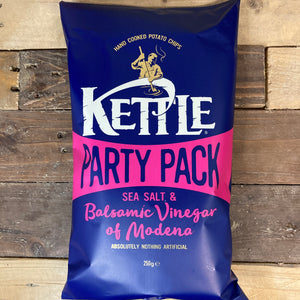 HAND COOKED POTATO CHIPS
KETTLE®
PARTY PACK
SEA SALT &
Balsamic Vinegar
of Modena
ABSOLUTELY NOTHING ARTIFICIAL
250g e